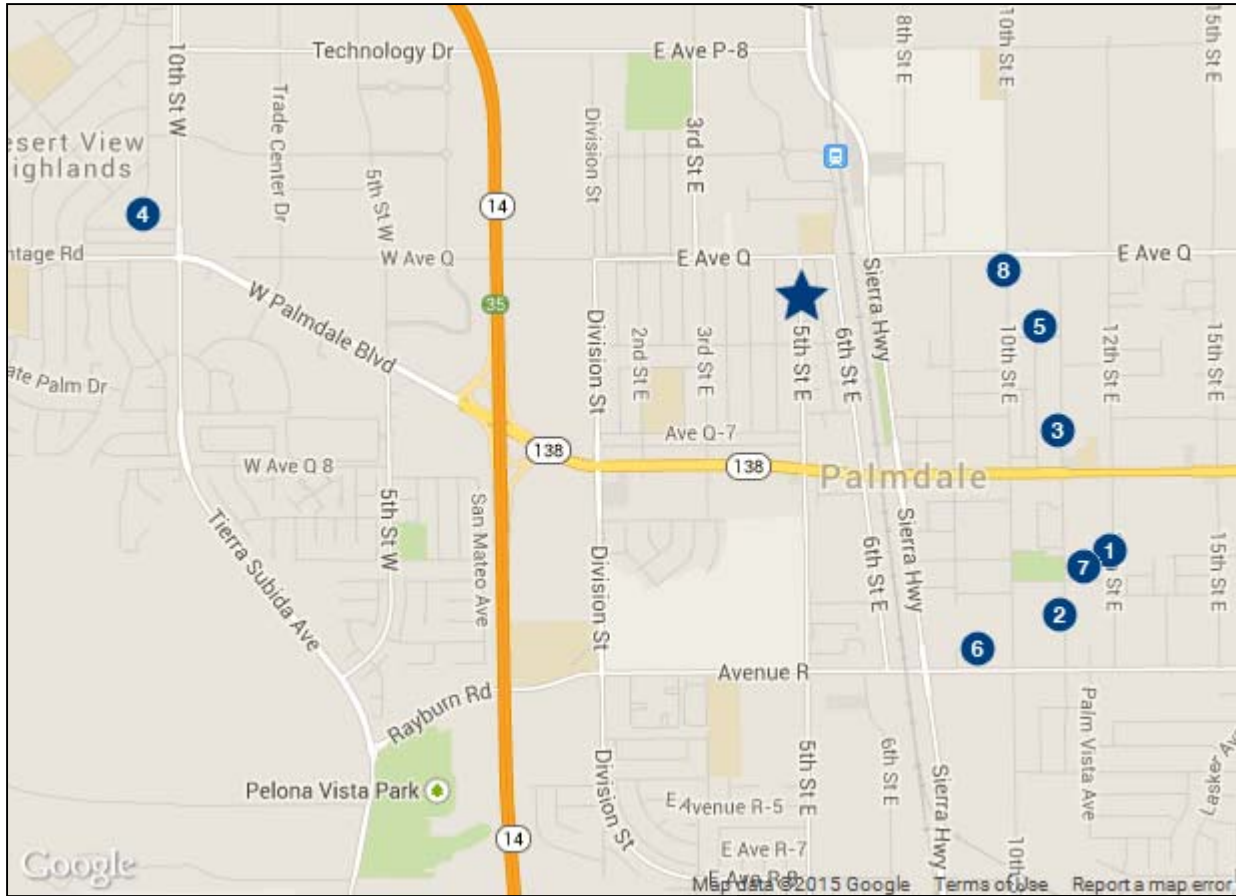 Technology Dr
E Ave P-8
8th St E
10th St E
15th St E
10th St W
Trade Center Dr
5th St W
Division St
3rd St E
esert View
ighlands
4
14
ntage Rd
W Ave Q
E Ave Q
E Ave Q
8
35
W Palmdale Blvd
Sierra Hwy
5
Division St
2nd St E
3rd St E
5th St E
6th St E
10th St E
12th St E
15th St E
ate Palm Dr
3
Ave Q-7
138
138
Palmdale
W Ave Q 8
5th St W
San Mateo Ave
Tierra Subida Ave
Division St
6th St E
Sierra Hwy
1
7
St E
15th St E
2
6
Avenue R
Rayburn Rd
Palm Vista Ave
Division St
5th St E
6th St E
Sierra Hwy
Pelona Vista Park
E Avenue R-5
14
E Ave R-7
E Ave R-8
10th
Google
Map data ©2015 Google
Terms of Use
Report a map error